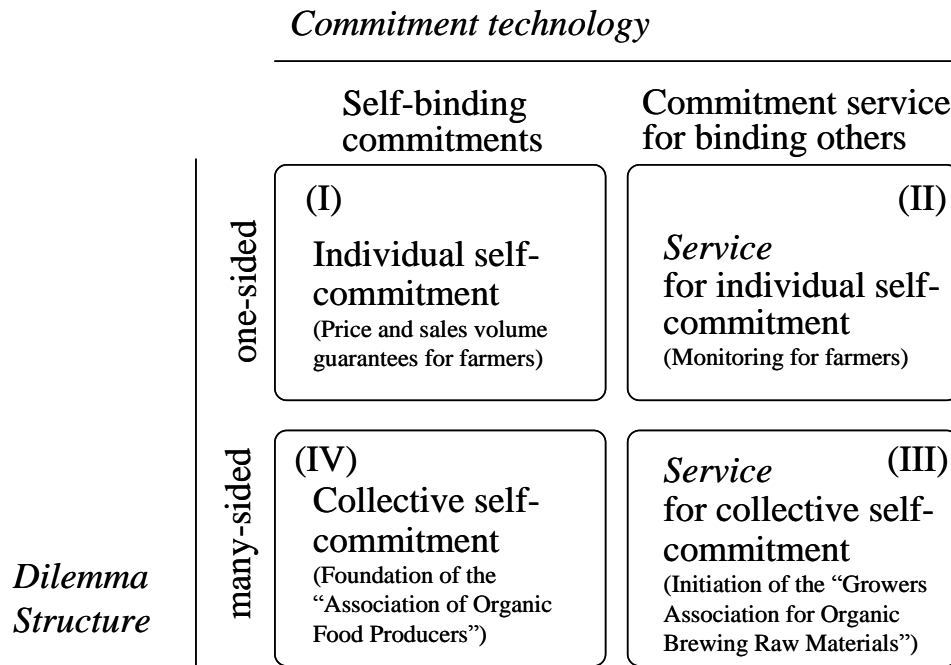 Commitment technology
Self-binding
commitments
Commitment service
for binding others
one-sided
(I)
Individual self-
commitment
(Price and sales volume
guarantees for farmers)
(II)
Service
for individual self-
commitment
(Monitoring for farmers)
many-sided
(IV)
Collective self-
commitment
(Foundation of the
“Association of Organic
Food Producers”)
(III)
Service
for collective self-
commitment
(Initiation of the “Growers
Association for Organic
Brewing Raw Materials”)
Dilemma
Structure